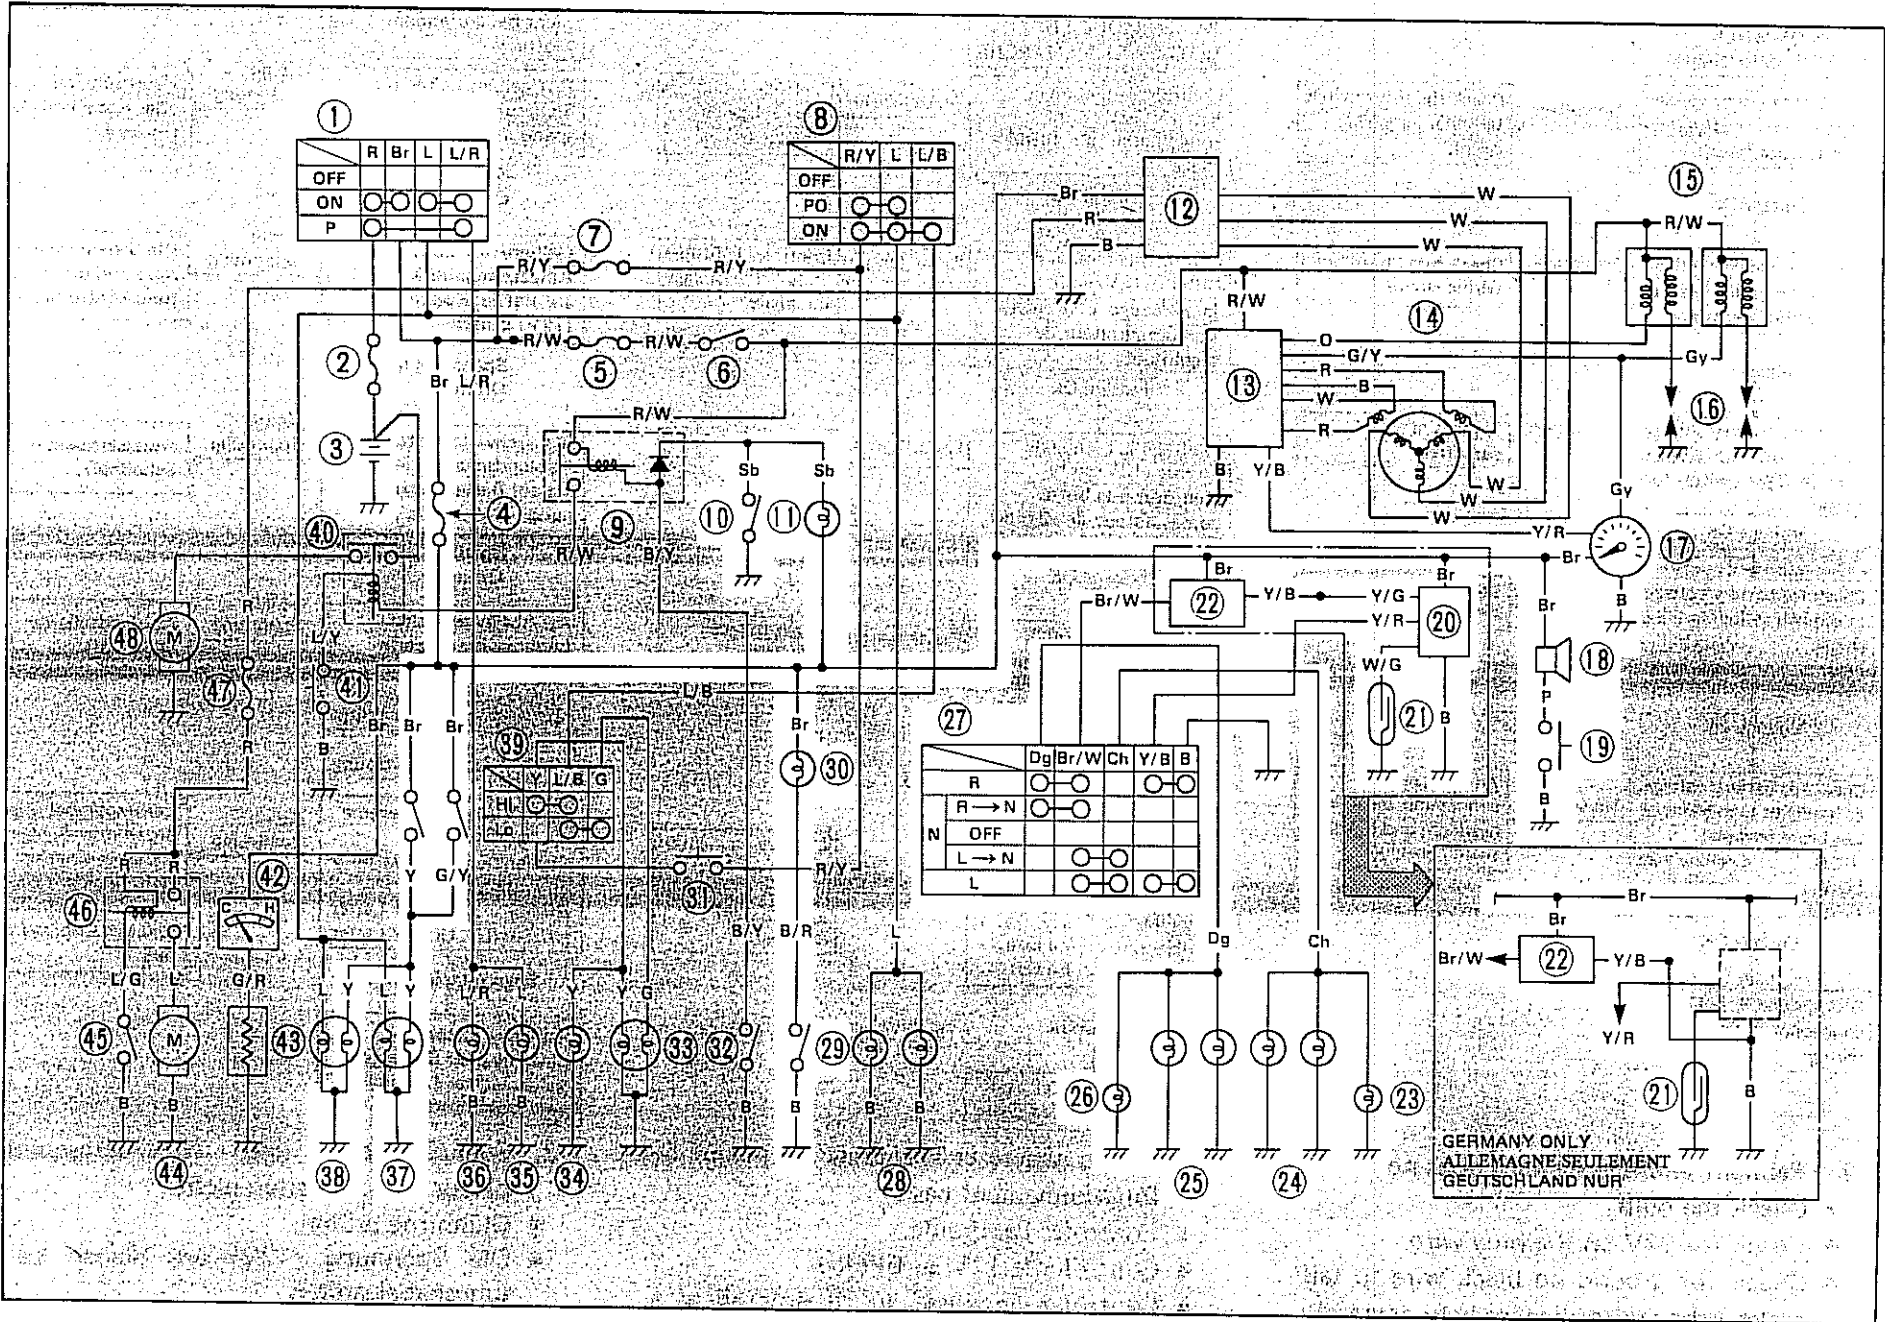 ① ⑧
R Br L L/R
OFF
ON
P
R/Y L L/B
OFF
PO
ON
⑦
R/Y R/Y
Br ⑫ W
R W
B W
⑮
R/W
R/W
⑭
② Br L/R
R/W ⑤ R/W ⑥
⑬
O
G/Y Gy
R
B
W
R
B Y/B
W
W
W
⑯
Gy
③
R/W
Sb Sb
④ ⑨ ⑩ ⑪
R/W B/Y
Y/R
Br ⑰
B
㊵
Br Br
Br/W ㉒ Y/B Y/G
Y/R ⑳
W/G
㉑ B
Br
⑱
P
⑲
B
R
L/Y
㊽ M
㊼ ㊶
R B
Br Br Br
L/B
Br
㉚
㊴
Y L/B G
Hi
Lo
㉗
Dg Br/W Ch Y/B B
R
N R→N
OFF
L→N
L
㉛ R/Y
R R
㊻ ㊷
C H
Y G/Y
B/Y B/R L
Dg Ch
L/G L G/R
L Y L Y
L/R L Y Y G
㊺ M ㊸
㉝ ㉜ ㉙
㉖ ㉓
B B
B B
B B B B
㊹ ㊳ ㊲ ㊱ ㉟ ㉞ ㉘ ㉕ ㉔
Br
Br
Br/W ㉒ Y/B
Y/R
㉑ B
GERMANY ONLY
ALLEMAGNE SEULEMENT
GEUTSCHLAND NUR